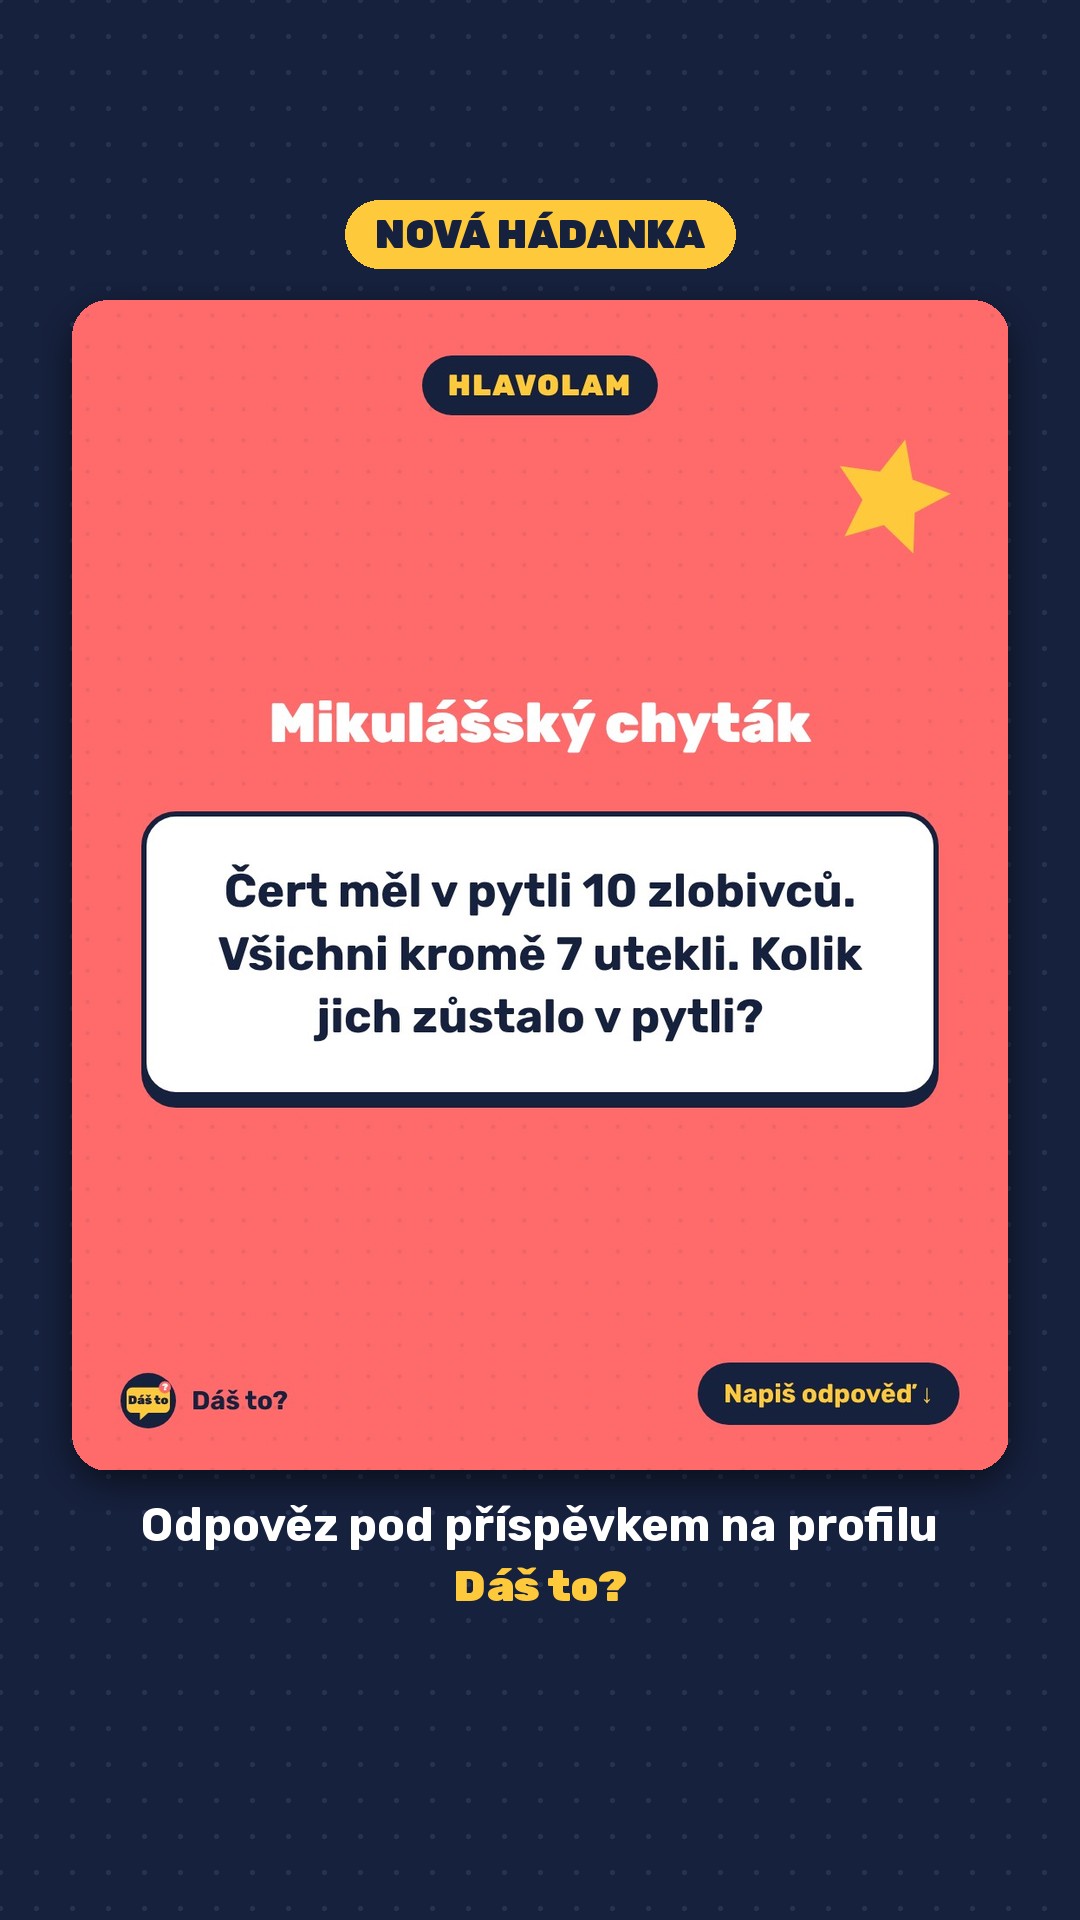 NOVÁ HÁDANKA
HLAVOLAM
Mikulášský chyták
Čert měl v pytli 10 zlobivců.
Všichni kromě 7 utekli. Kolik
jich zůstalo v pytli?
Dáš to ?
Dáš to?
Napiš odpověď ↓
Odpověz pod příspěvkem na profilu
Dáš to?